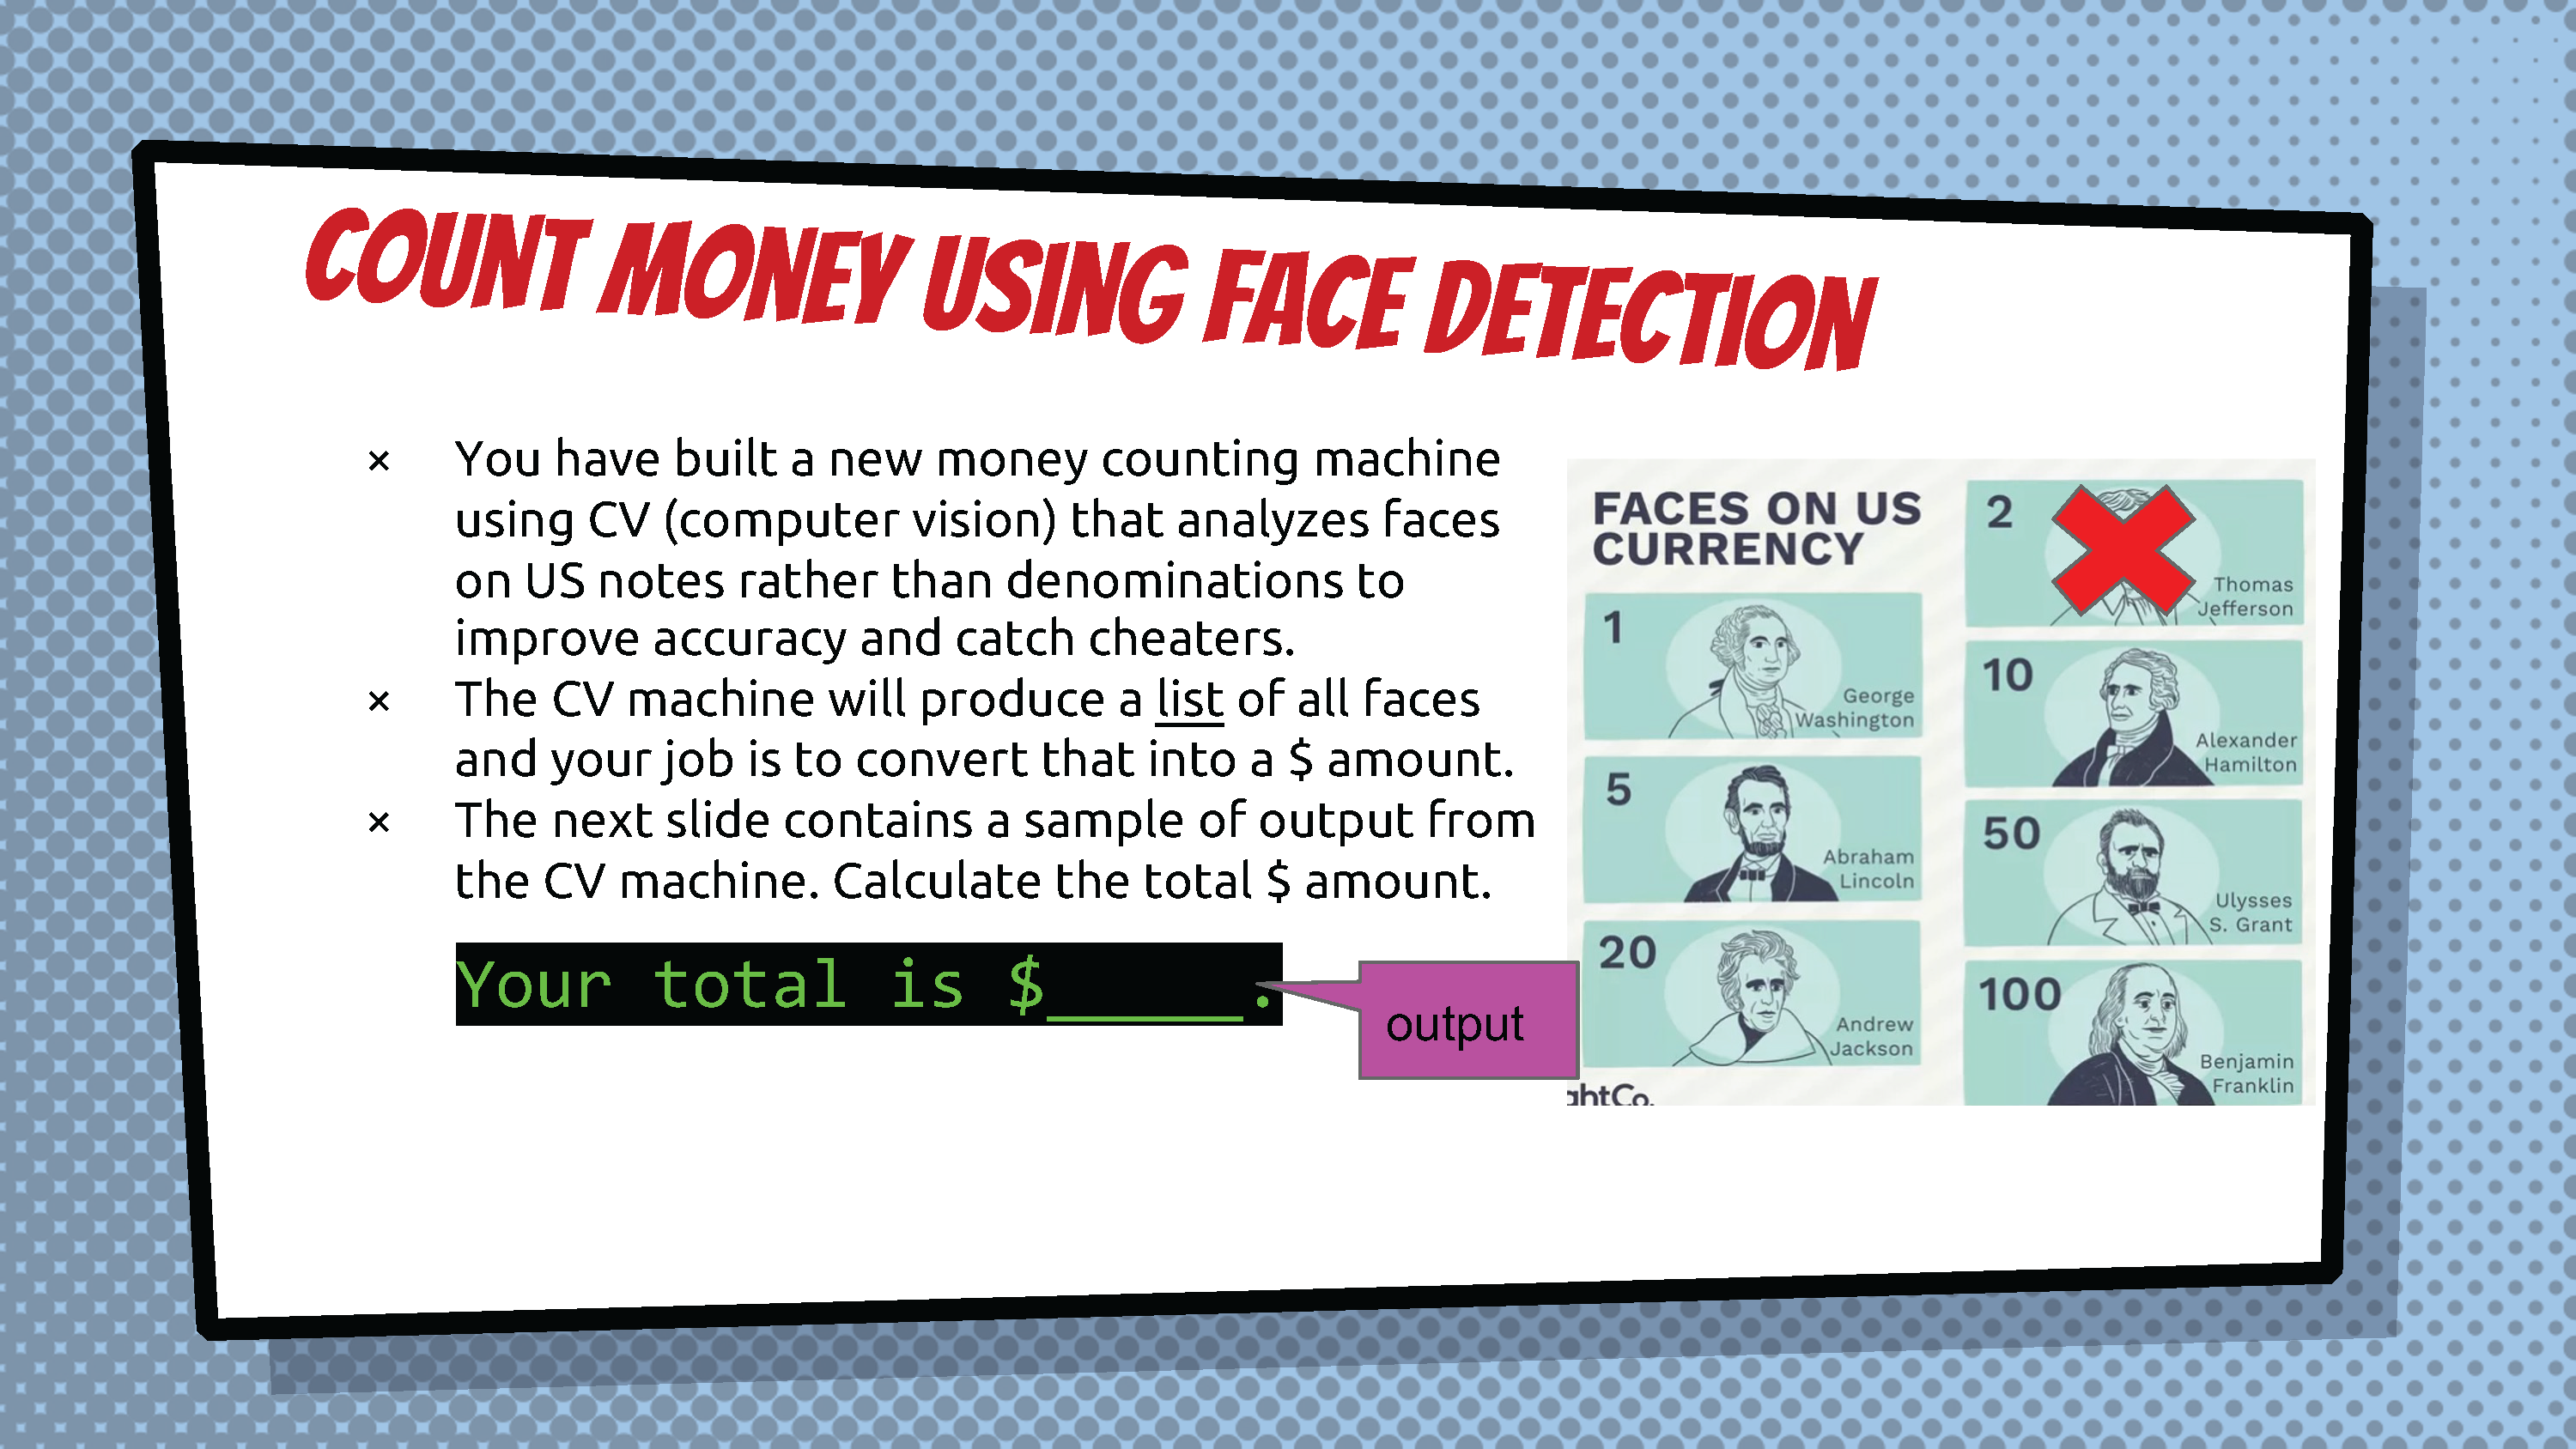 COUNT MONEY USING FACE DETECTION
× You have built a new money counting machine
using CV (computer vision) that analyzes faces
on US notes rather than denominations to
improve accuracy and catch cheaters.
× The CV machine will produce a list of all faces
and your job is to convert that into a $ amount.
× The next slide contains a sample of output from
the CV machine. Calculate the total $ amount.
Your total is $_____.
output
FACES ON US
CURRENCY
1
George
Washington
5
Abraham
Lincoln
20
Andrew
Jackson
2
Thomas
Jefferson
10
Alexander
Hamilton
50
Ulysses
S. Grant
100
Benjamin
Franklin
ghtCo.